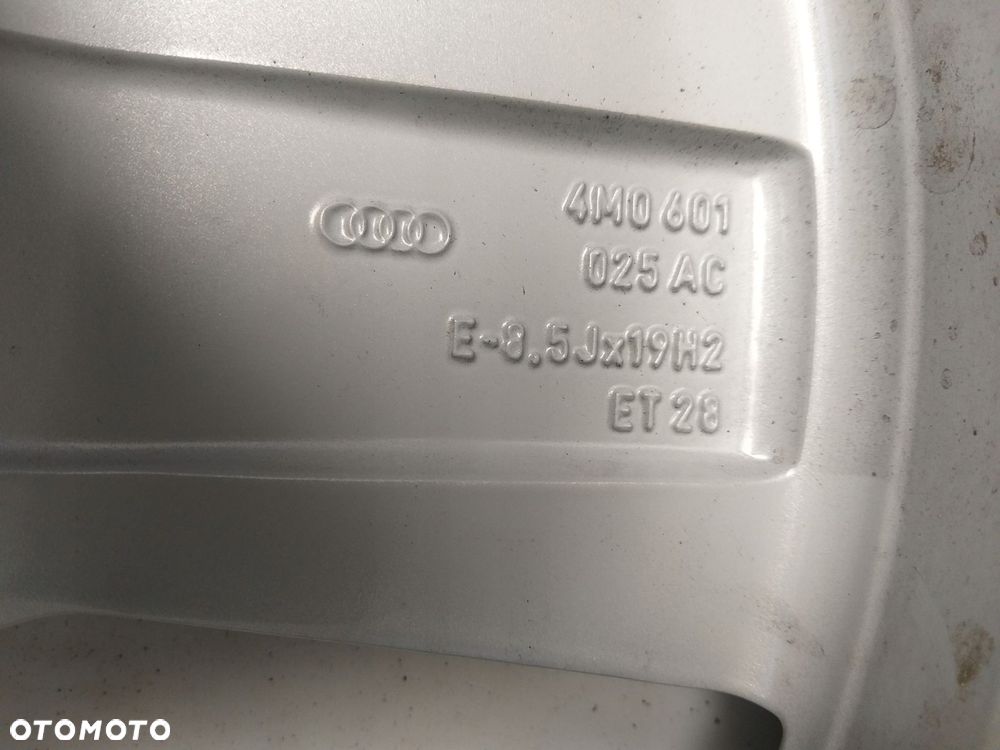 4M0 601
025 AC
E-8.5Jx19H2
ET 28
OTOMOTO